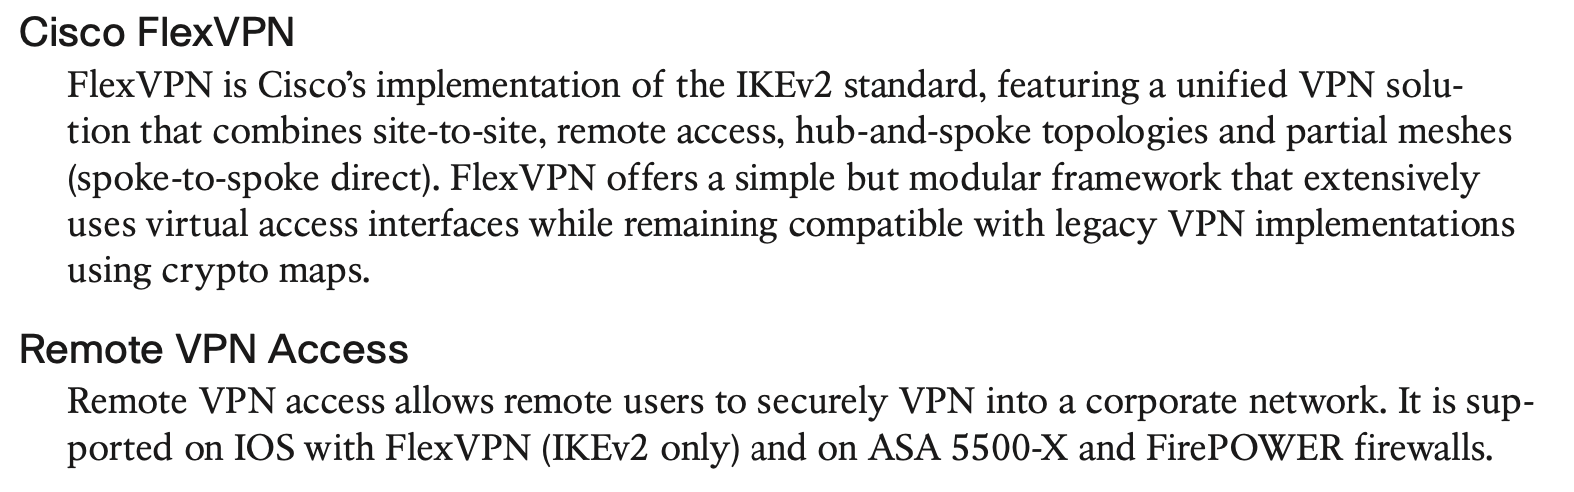 Cisco FlexVPN
FlexVPN is Cisco’s implementation of the IKEv2 standard, featuring a unified VPN solu-
tion that combines site-to-site, remote access, hub-and-spoke topologies and partial meshes
(spoke-to-spoke direct). FlexVPN offers a simple but modular framework that extensively
uses virtual access interfaces while remaining compatible with legacy VPN implementations
using crypto maps.
Remote VPN Access
Remote VPN access allows remote users to securely VPN into a corporate network. It is sup-
ported on IOS with FlexVPN (IKEv2 only) and on ASA 5500-X and FirePOWER firewalls.